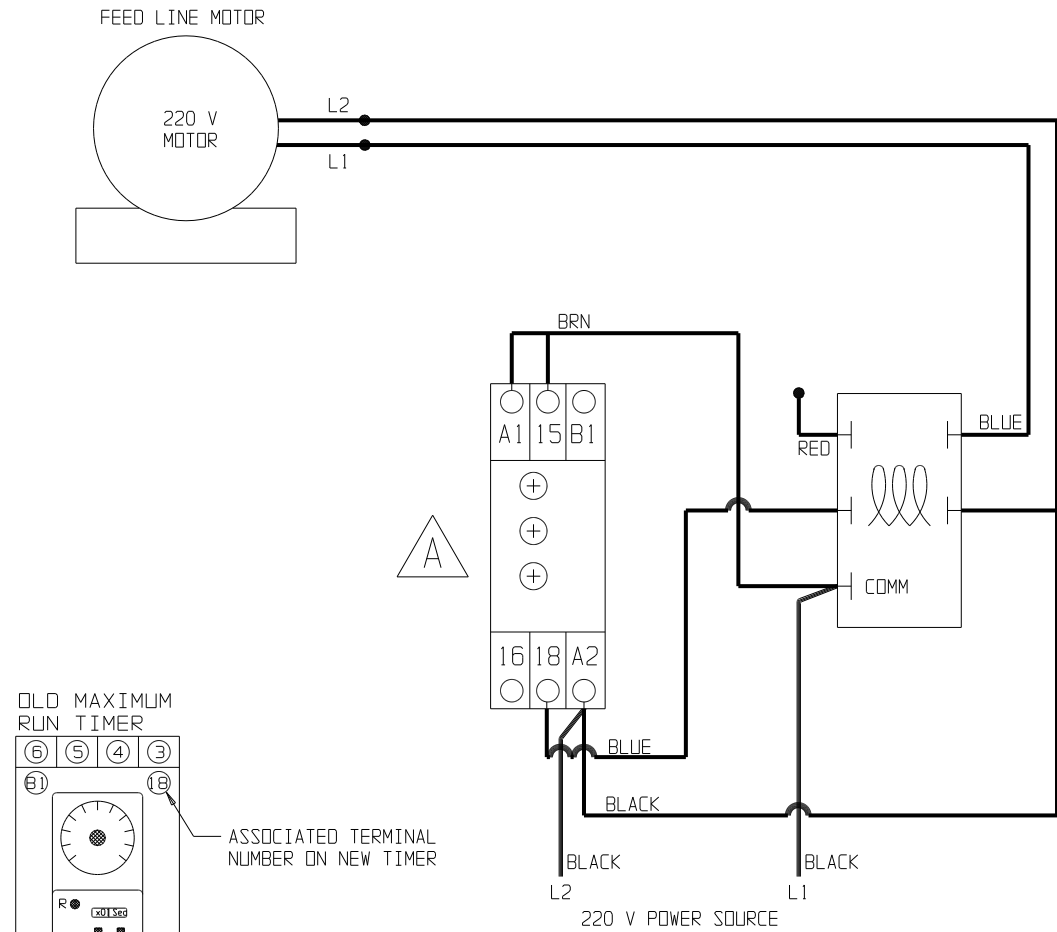 FEED LINE MOTOR
220 V
MOTOR
L2
L1
BRN
A1 15 B1
BLUE
RED
A
COMM
16 18 A2
OLD MAXIMUM
RUN TIMER
6 5 4 3
B1 18
BLUE
BLACK
ASSOCIATED TERMINAL
NUMBER ON NEW TIMER
BLACK
BLACK
L2
L1
R
x01 Sec
220 V POWER SOURCE